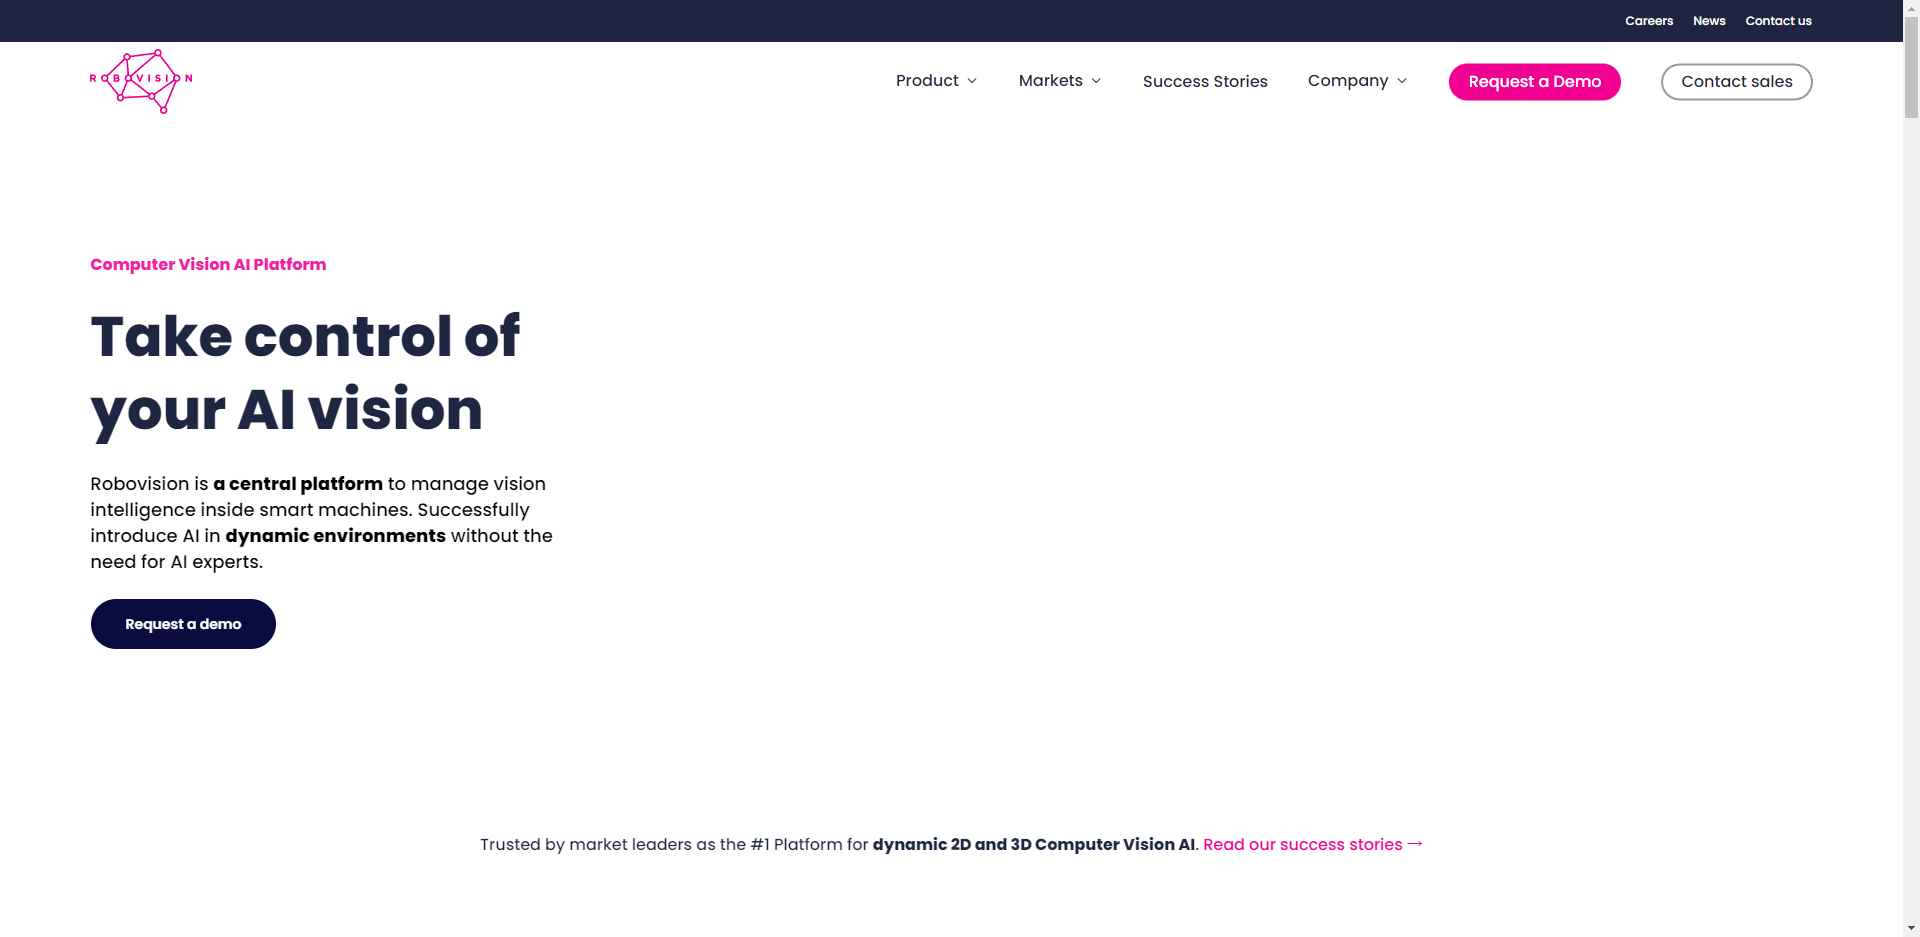 Careers News Contact us
ROBOVISION
Product Markets Success Stories Company Request a Demo Contact sales
Computer Vision AI Platform
Take control of
your AI vision
Robovision is a central platform to manage vision
intelligence inside smart machines. Successfully
introduce AI in dynamic environments without the
need for AI experts.
Request a demo
Trusted by market leaders as the #1 Platform for dynamic 2D and 3D Computer Vision AI. Read our success stories →